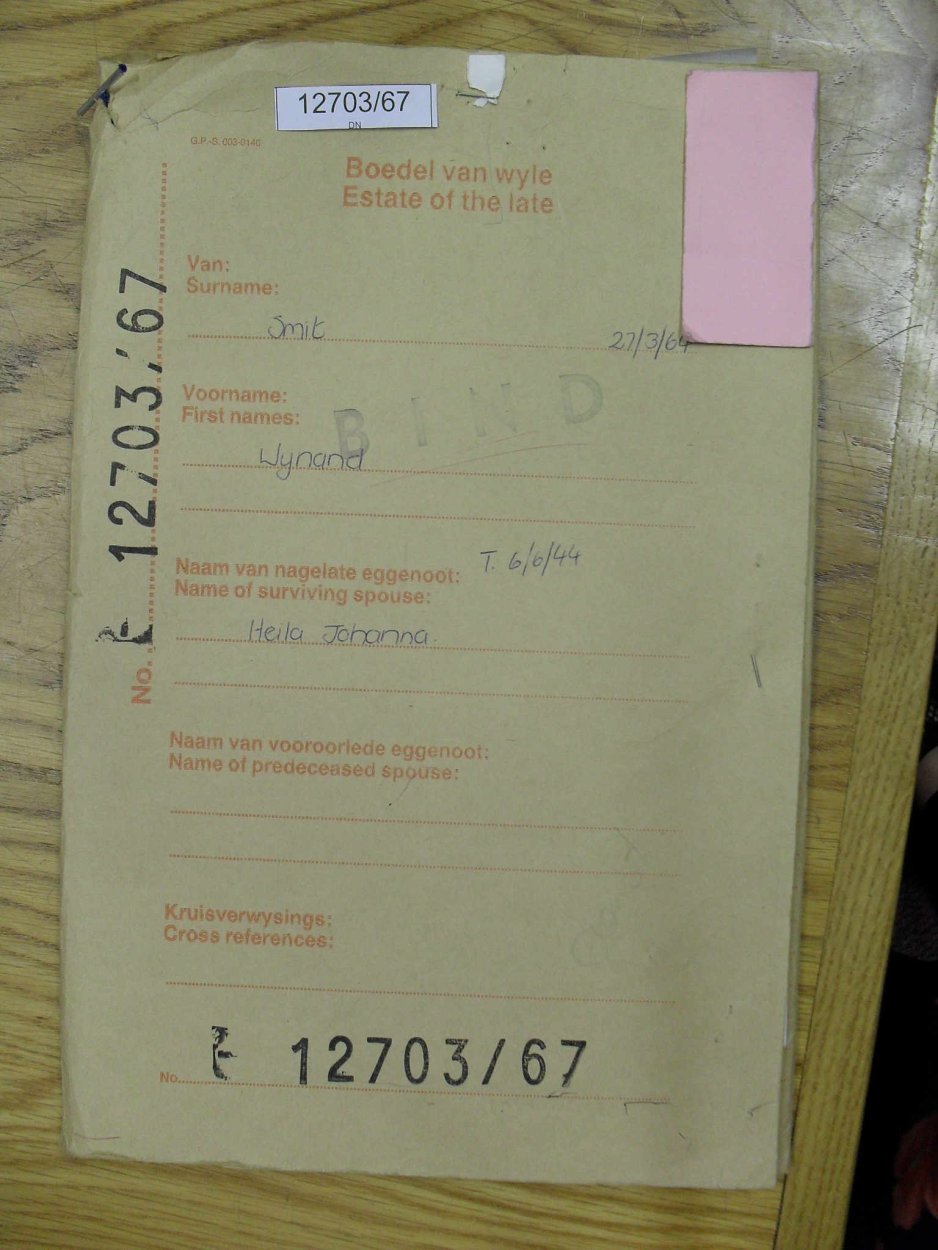 12703/67
DN
G.P.-S. 003-0140
Boedel van wyle
Estate of the late
Van:
Surname:
Smit 27/3/64
Voorname:
First names:
BIND
Wynand
Naam van nagelate eggenoot: T. 6/6/44
Name of surviving spouse:
Heila Johanna.
Naam van vooroorlede eggenoot:
Name of predeceased spouse:
Kruisverwysings:
Cross references:
No. 12703/67
No. 12703/67